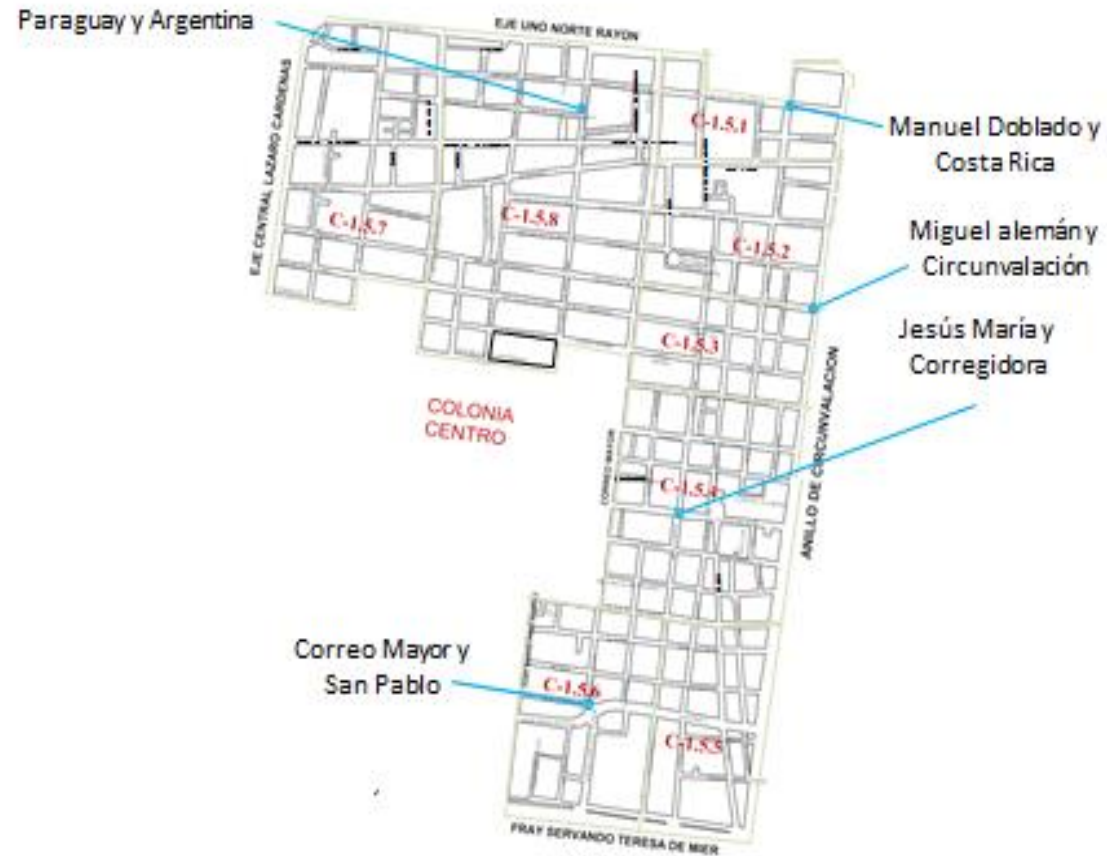 Paraguay y Argentina
EJE UNO NORTE RAYON
EJE CENTRAL LAZARO CARDENAS
C-1.5.1
Manuel Doblado y
Costa Rica
C-1.5.7
C-1.5.8
C-1.5.2
Miguel alemán y
Circunvalación
C-1.5.3
Jesús María y
Corregidora
COLONIA
CENTRO
CORREO MAYOR
ANILLO DE CIRCUNVALACION
C-1.5.4
Correo Mayor y
San Pablo
C-1.5.6
C-1.5.5
FRAY SERVANDO TERESA DE MIER